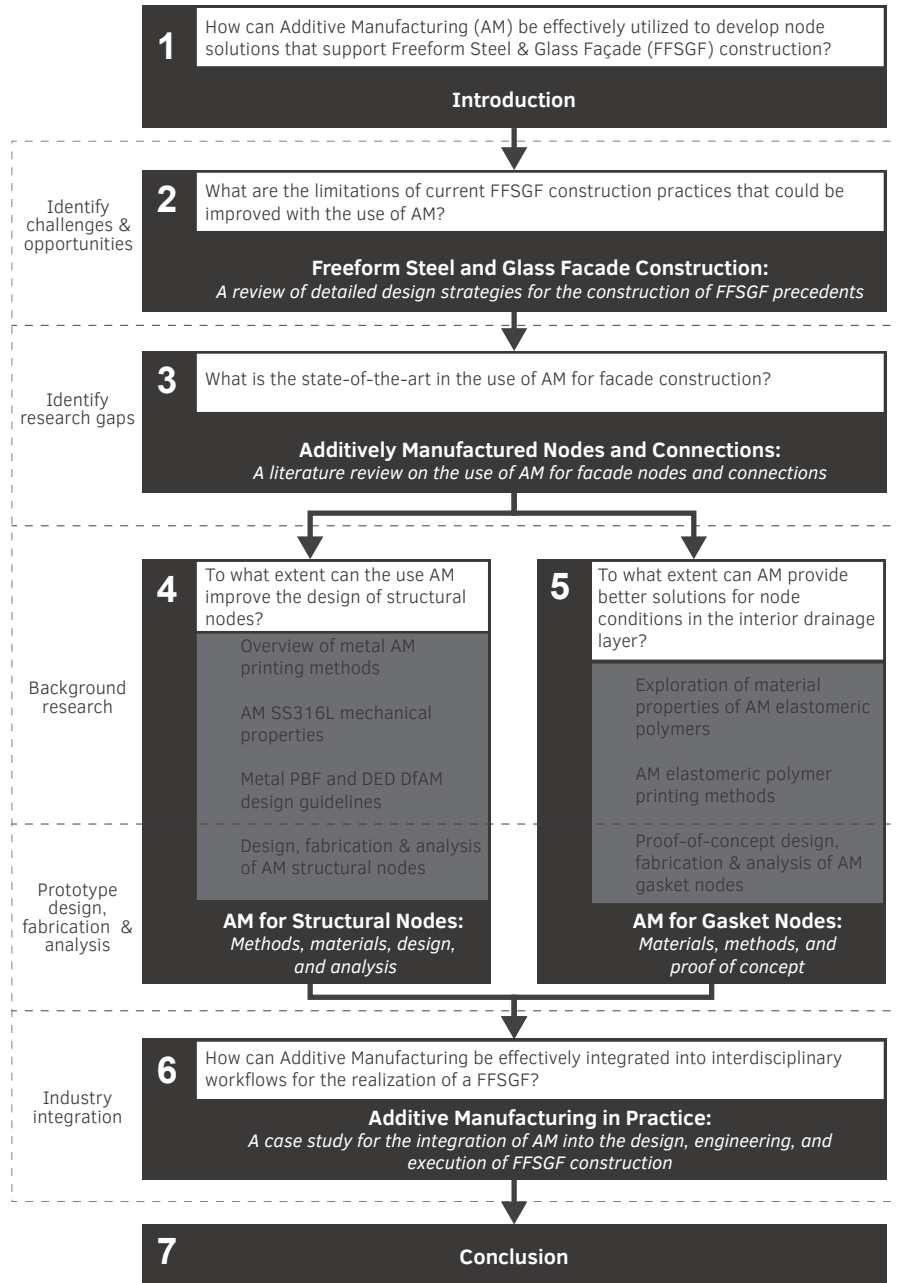 1
How can Additive Manufacturing (AM) be effectively utilized to develop node
solutions that support Freeform Steel & Glass Façade (FFSGF) construction?
Introduction
Identify
challenges &
opportunities
2
What are the limitations of current FFSGF construction practices that could be
improved with the use of AM?
Freeform Steel and Glass Facade Construction:
A review of detailed design strategies for the construction of FFSGF precedents
Identify
research gaps
3
What is the state-of-the-art in the use of AM for facade construction?
Additively Manufactured Nodes and Connections:
A literature review on the use of AM for facade nodes and connections
Background
research
Prototype
design,
fabrication &
analysis
4
To what extent can the use AM
improve the design of structural
nodes?
Overview of metal AM
printing methods
AM SS316L mechanical
properties
Metal PBF and DED DfAM
design guidelines
Design, fabrication & analysis
of AM structural nodes
AM for Structural Nodes:
Methods, materials, design,
and analysis
5
To what extent can AM provide
better solutions for node
conditions in the interior drainage
layer?
Exploration of material
properties of AM elastomeric
polymers
AM elastomeric polymer
printing methods
Proof-of-concept design,
fabrication & analysis of AM
gasket nodes
AM for Gasket Nodes:
Materials, methods, and
proof of concept
Industry
integration
6
How can Additive Manufacturing be effectively integrated into interdisciplinary
workflows for the realization of a FFSGF?
Additive Manufacturing in Practice:
A case study for the integration of AM into the design, engineering, and
execution of FFSGF construction
7
Conclusion